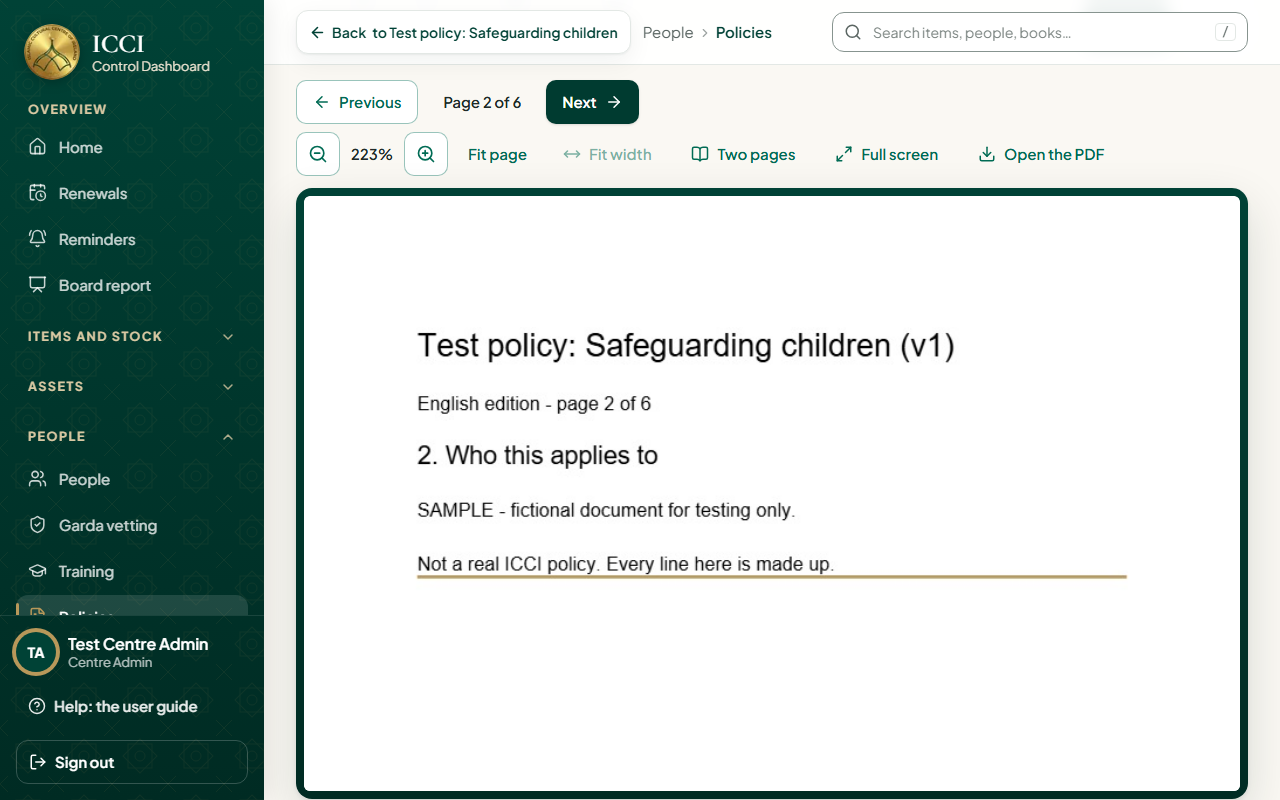 ICCI
Control Dashboard
OVERVIEW
Home
Renewals
Reminders
Board report
ITEMS AND STOCK
ASSETS
PEOPLE
People
Garda vetting
Training
Policies
TA
Test Centre Admin
Centre Admin
Help: the user guide
Sign out
Back to Test policy: Safeguarding children
People > Policies
Search items, people, books...
/
Previous
Page 2 of 6
Next
223%
Fit page
Fit width
Two pages
Full screen
Open the PDF
Test policy: Safeguarding children (v1)
English edition - page 2 of 6
2. Who this applies to
SAMPLE - fictional document for testing only.
Not a real ICCI policy. Every line here is made up.